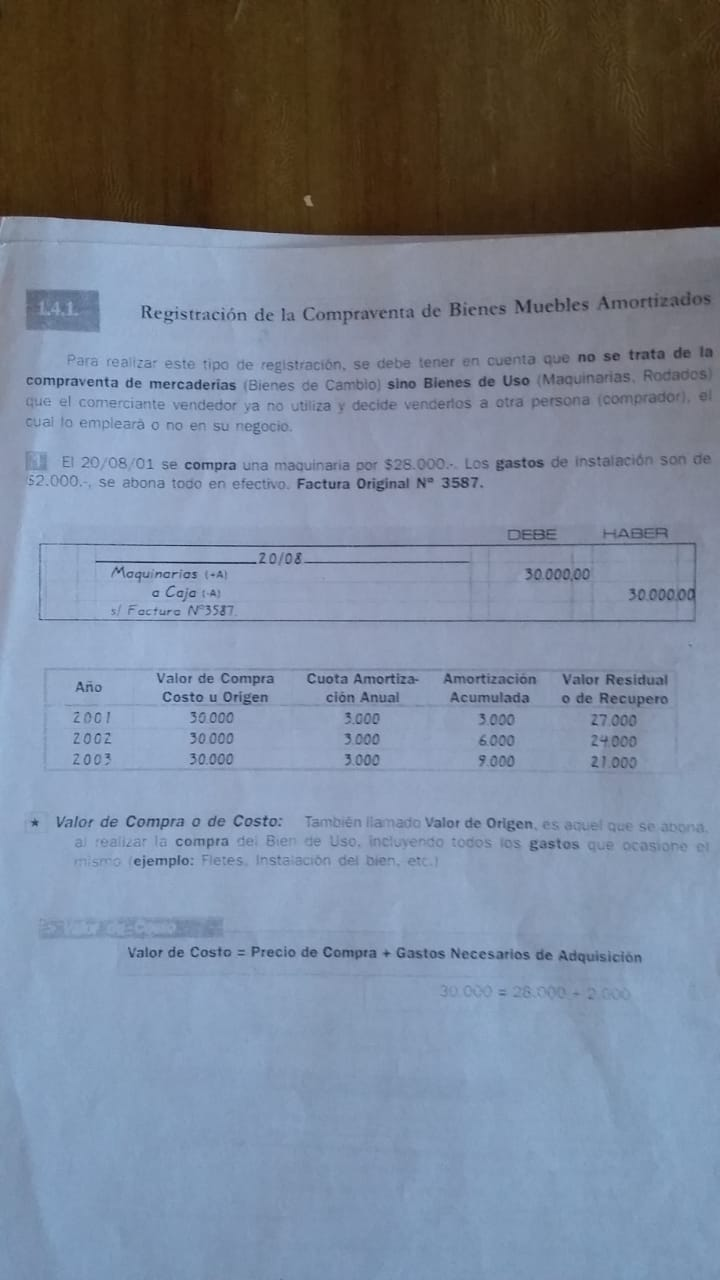 1.4.1. Registración de la Compraventa de Bienes Muebles Amortizados
Para realizar este tipo de registración, se debe tener en cuenta que no se trata de la
compraventa de mercaderías (Bienes de Cambio) sino Bienes de Uso (Maquinarias, Rodados)
que el comerciante vendedor ya no utiliza y decide venderlos a otra persona (comprador), el
cual lo empleará o no en su negocio.
1 El 20/08/01 se compra una maquinaria por $28.000.-. Los gastos de instalación son de
$2.000.-, se abona todo en efectivo. Factura Original Nº 3587.
DEBE HABER
20/08
Maquinarias (+A) 30.000,00
a Caja (-A) 30.000,00
s/ Factura Nº3587.
Año Valor de Compra Cuota Amortiza- Amortización Valor Residual
Costo u Origen ción Anual Acumulada o de Recupero
2001 30.000 3.000 3.000 27.000
2002 30.000 3.000 6.000 24.000
2003 30.000 3.000 9.000 21.000
★ Valor de Compra o de Costo: También llamado Valor de Origen, es aquel que se abona,
al realizar la compra del Bien de Uso, incluyendo todos los gastos que ocasione el
mismo (ejemplo: Fletes, Instalación del bien, etc.)
Valor de Costo
Valor de Costo = Precio de Compra + Gastos Necesarios de Adquisición
30.000 = 28.000 + 2.000